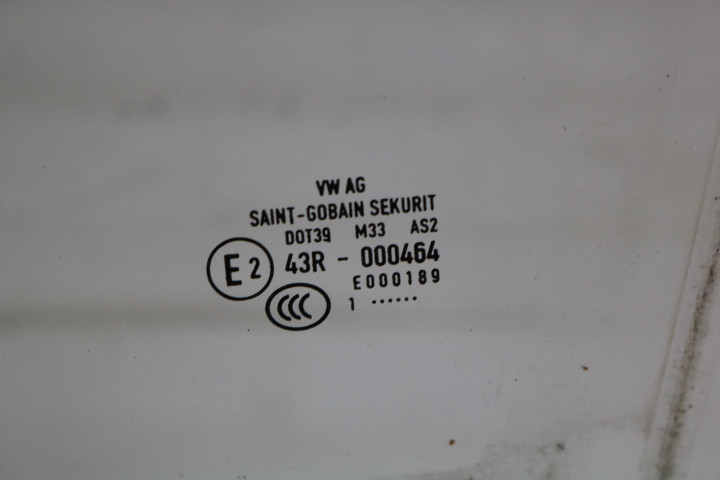 VW AG
SAINT-GOBAIN SEKURIT
DOT39 M33 AS2
E2 43R - 000464
E000189
CCC 1 ......